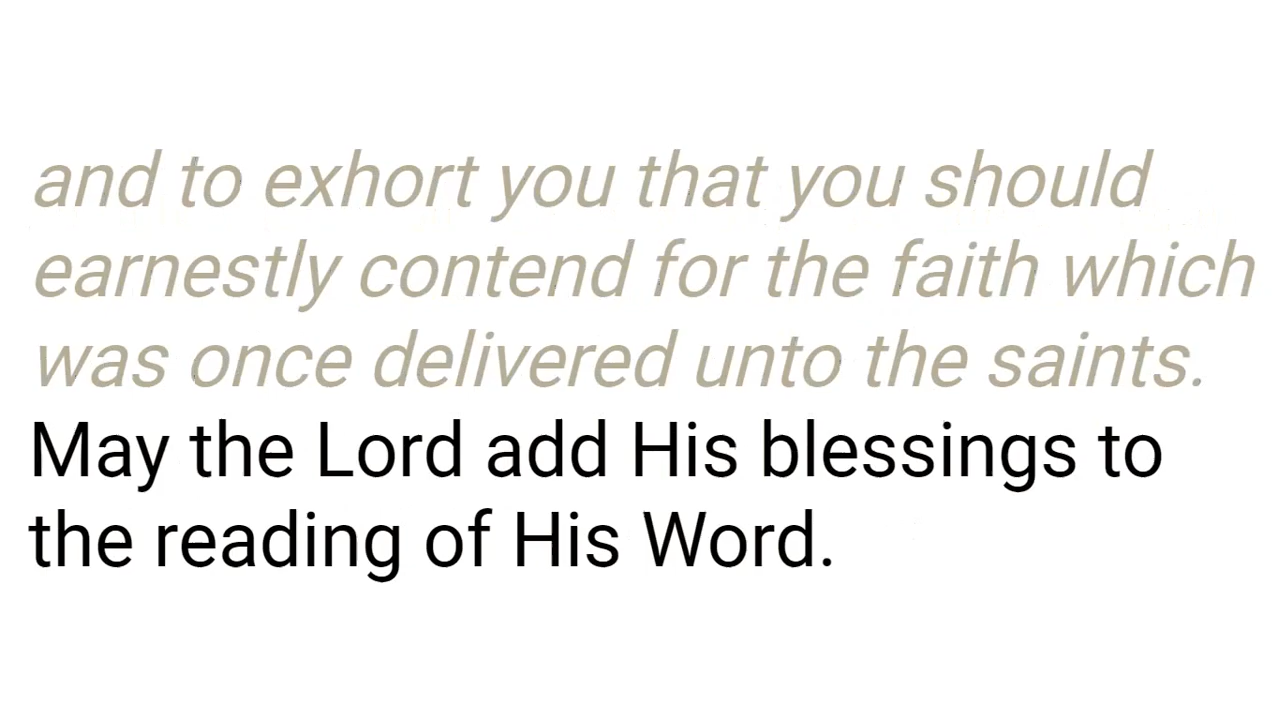 and to exhort you that you should
earnestly contend for the faith which
was once delivered unto the saints.
May the Lord add His blessings to
the reading of His Word.